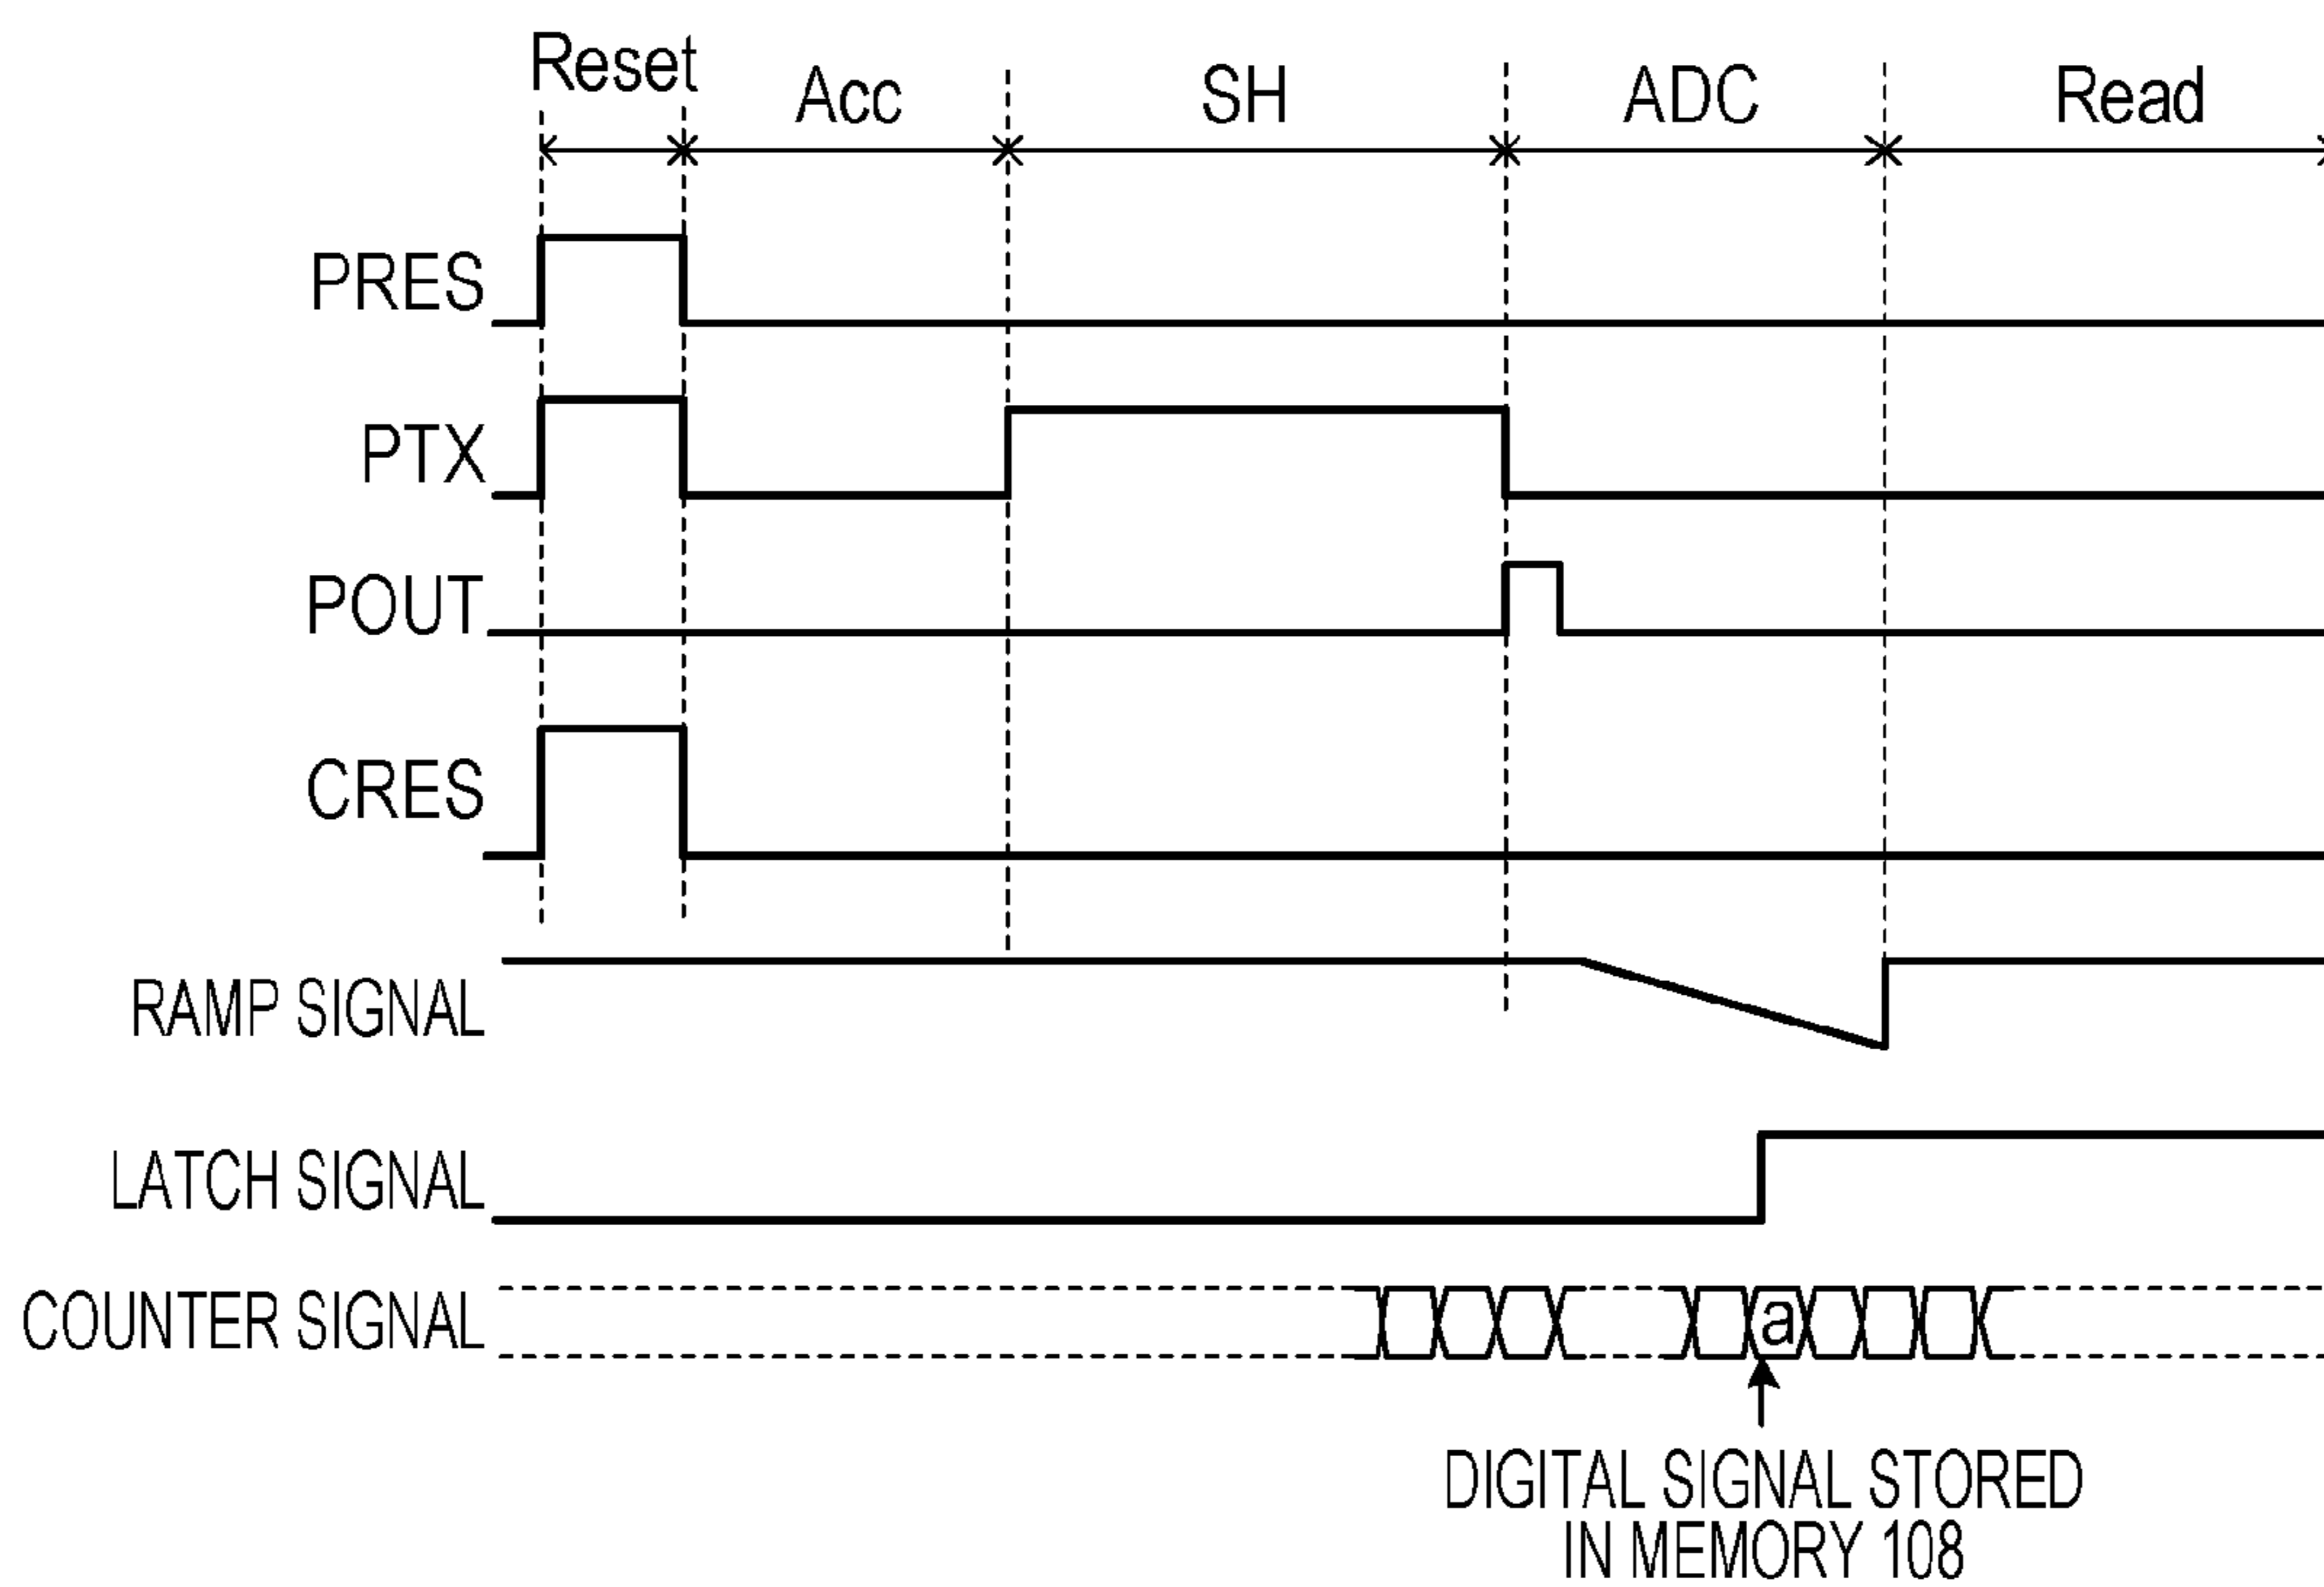 Reset
Acc
SH
ADC
Read
PRES
PTX
POUT
CRES
RAMP SIGNAL
LATCH SIGNAL
COUNTER SIGNAL
a
DIGITAL SIGNAL STORED
IN MEMORY 108